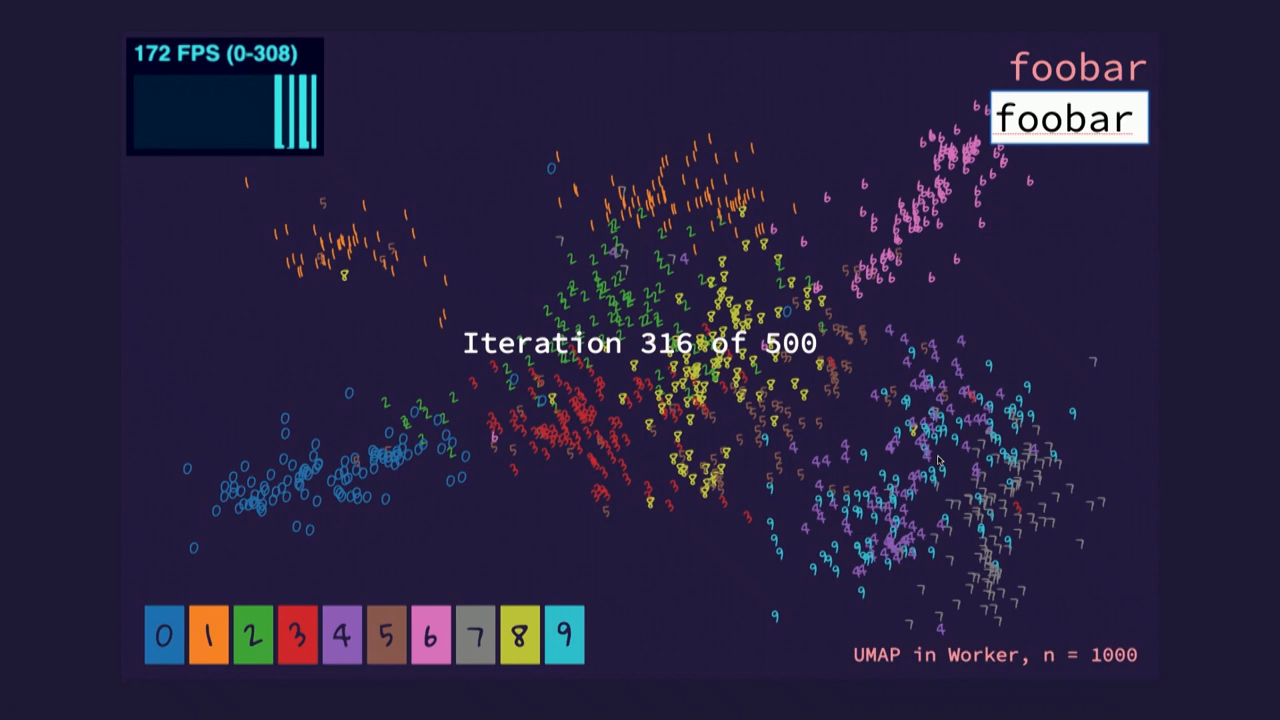 172 FPS (0-308)
foobar
foobar
Iteration 316 of 500
0 1 2 3 4 5 6 7 8 9
UMAP in Worker, n = 1000